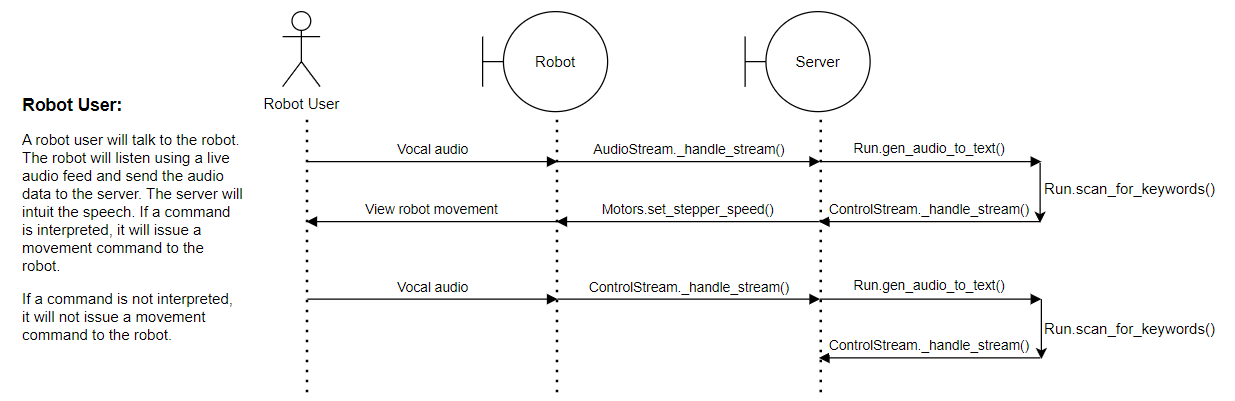 Robot User:
A robot user will talk to the robot.
The robot will listen using a live
audio feed and send the audio
data to the server. The server will
intuit the speech. If a command
is interpreted, it will issue a
movement command to the
robot.
If a command is not interpreted,
it will not issue a movement
command to the robot.
Robot User
Robot
Server
Vocal audio
AudioStream._handle_stream()
Run.gen_audio_to_text()
Run.scan_for_keywords()
View robot movement
Motors.set_stepper_speed()
ControlStream._handle_stream()
Vocal audio
ControlStream._handle_stream()
Run.gen_audio_to_text()
Run.scan_for_keywords()
ControlStream._handle_stream()